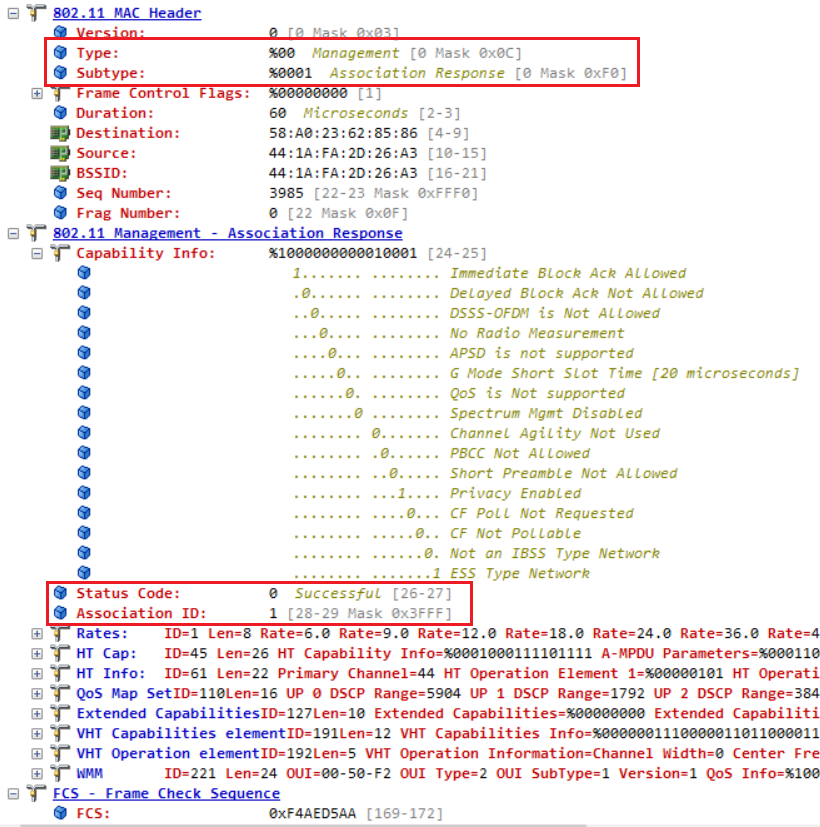 802.11 MAC Header
Version: 0 [0 Mask 0x03]
Type: %00 Management [0 Mask 0x0C]
Subtype: %0001 Association Response [0 Mask 0xF0]
Frame Control Flags: %00000000 [1]
Duration: 60 Microseconds [2-3]
Destination: 58:A0:23:62:85:86 [4-9]
Source: 44:1A:FA:2D:26:A3 [10-15]
BSSID: 44:1A:FA:2D:26:A3 [16-21]
Seq Number: 3985 [22-23 Mask 0xFFF0]
Frag Number: 0 [22 Mask 0x0F]
802.11 Management - Association Response
Capability Info: %1000000000010001 [24-25]
1....... ........ Immediate Block Ack Allowed
.0...... ........ Delayed Block Ack Not Allowed
..0..... ........ DSSS-OFDM is Not Allowed
...0.... ........ No Radio Measurement
....0... ........ APSD is not supported
.....0.. ........ G Mode Short Slot Time [20 microseconds]
......0. ........ QoS is Not supported
.......0 ........ Spectrum Mgmt Disabled
........ 0....... Channel Agility Not Used
........ .0...... PBCC Not Allowed
........ ..0..... Short Preamble Not Allowed
........ ...1.... Privacy Enabled
........ ....0... CF Poll Not Requested
........ .....0.. CF Not Pollable
........ ......0. Not an IBSS Type Network
........ .......1 ESS Type Network
Status Code: 0 Successful [26-27]
Association ID: 1 [28-29 Mask 0x3FFF]
Rates: ID=1 Len=8 Rate=6.0 Rate=9.0 Rate=12.0 Rate=18.0 Rate=24.0 Rate=36.0 Rate=4
HT Cap: ID=45 Len=26 HT Capability Info=%0001000111101111 A-MPDU Parameters=%000110
HT Info: ID=61 Len=22 Primary Channel=44 HT Operation Element 1=%00000101 HT Operati
QoS Map SetID=110Len=16 UP 0 DSCP Range=5904 UP 1 DSCP Range=1792 UP 2 DSCP Range=384
Extended CapabilitiesID=127Len=10 Extended Capabilities=%00000000 Extended Capabiliti
VHT Capabilities elementID=191Len=12 VHT Capabilities Info=%0000001110000011011000011
VHT Operation elementID=192Len=5 VHT Operation Information=Channel Width=0 Center Fre
WMM ID=221 Len=24 OUI=00-50-F2 OUI Type=2 OUI SubType=1 Version=1 QoS Info=%100
FCS - Frame Check Sequence
FCS: 0xF4AED5AA [169-172]